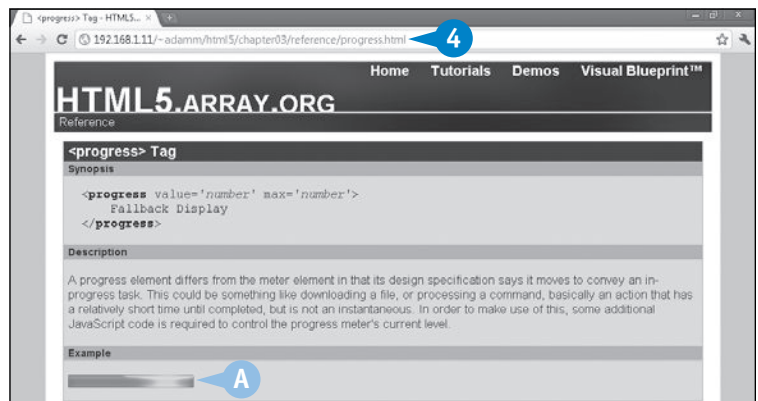 <progress> Tag - HTML5...
192.168.1.11/~adamm/html5/chapter03/reference/progress.html
4
Home Tutorials Demos Visual Blueprint™
HTML5.ARRAY.ORG
Reference
<progress> Tag
Synopsis
<progress value='number' max='number'>
Fallback Display
</progress>
Description
A progress element differs from the meter element in that its design specification says it moves to convey an in-
progress task. This could be something like downloading a file, or processing a command, basically an action that has
a relatively short time until completed, but is not an instantaneous. In order to make use of this, some additional
JavaScript code is required to control the progress meter's current level.
Example
A